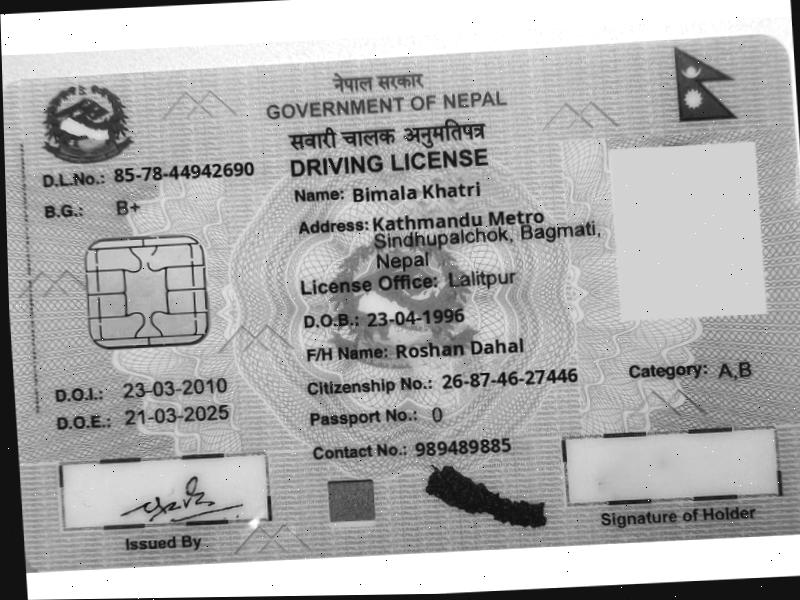 नेपाल सरकार
GOVERNMENT OF NEPAL
सवारी चालक अनुमतिपत्र
DRIVING LICENSE
D.L.No.: 85-78-44942690
B.G.: B+
Name: Bimala Khatri
Address: Kathmandu Metro
Sindhupalchok, Bagmati,
Nepal
License Office: Lalitpur
D.O.B.: 23-04-1996
F/H Name: Roshan Dahal
Citizenship No.: 26-87-46-27446
Category: A,B
D.O.I.: 23-03-2010
Passport No.: 0
D.O.E.: 21-03-2025
Contact No.: 989489885
Issued By
Signature of Holder